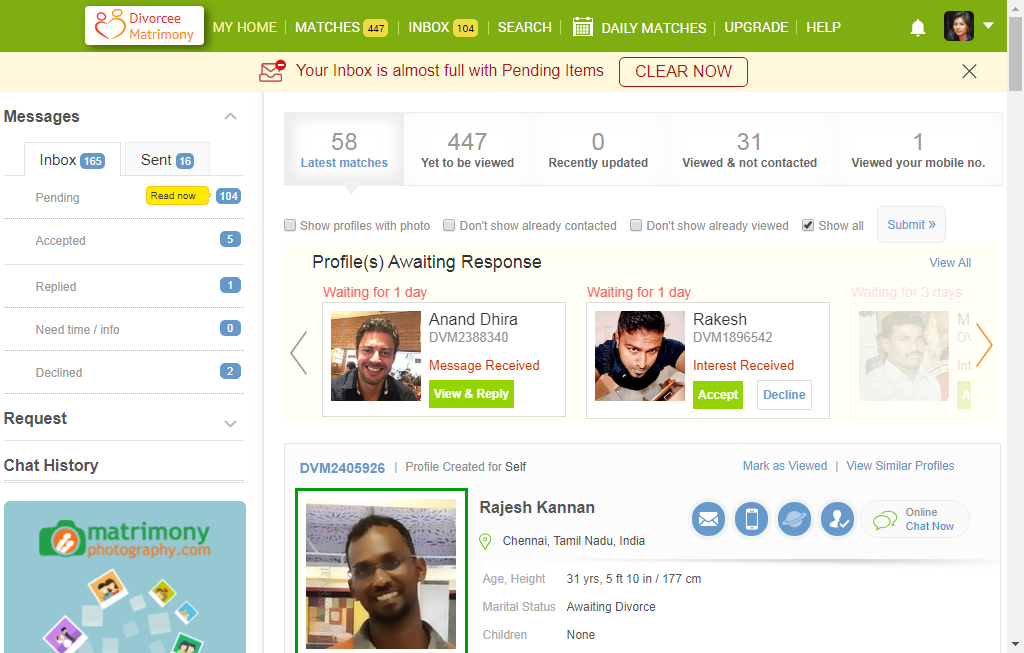 Divorcee
Matrimony
MY HOME
MATCHES 447
INBOX 104
SEARCH
DAILY MATCHES
UPGRADE
HELP
Your Inbox is almost full with Pending Items
CLEAR NOW
Messages
Inbox 165
Sent 16
Pending
Read now
104
Accepted
5
Replied
1
Need time / info
0
Declined
2
Request
Chat History
matrimony
photography.com
58
Latest matches
447
Yet to be viewed
0
Recently updated
31
Viewed & not contacted
1
Viewed your mobile no.
Show profiles with photo
Don't show already contacted
Don't show already viewed
Show all
Submit »
Profile(s) Awaiting Response
View All
Waiting for 1 day
Anand Dhira
DVM2388340
Message Received
View & Reply
Waiting for 1 day
Rakesh
DVM1896542
Interest Received
Accept
Decline
Waiting for 3 days
M
DV
Int
A
DVM2405926 | Profile Created for Self
Mark as Viewed | View Similar Profiles
Rajesh Kannan
Online
Chat Now
Chennai, Tamil Nadu, India
Age, Height 31 yrs, 5 ft 10 in / 177 cm
Marital Status Awaiting Divorce
Children None